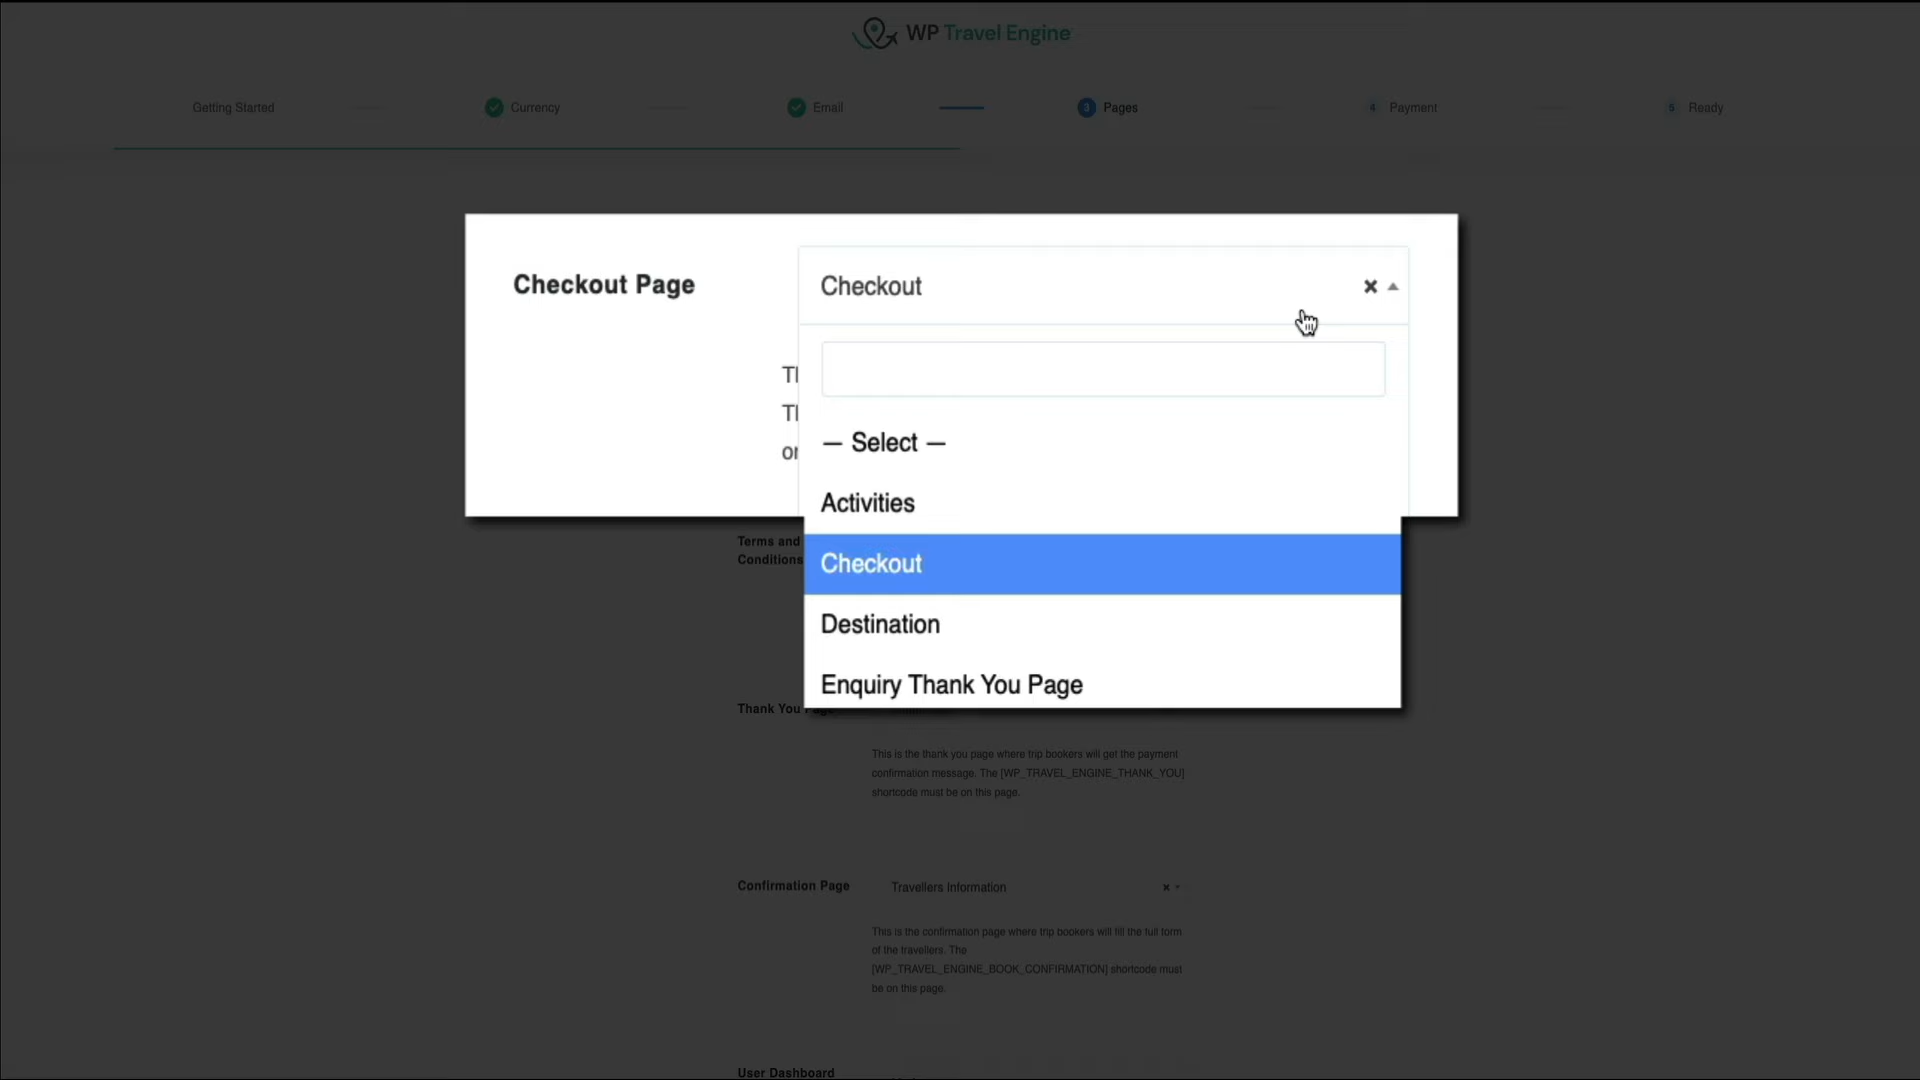 WP Travel Engine
Getting Started
Currency
Email
3 Pages
4 Payment
5 Ready
Checkout Page
Checkout
— Select —
Activities
Checkout
Destination
Enquiry Thank You Page
Terms and
Conditions
Thank You
This is the thank you page where trip bookers will get the payment
confirmation message. The [WP_TRAVEL_ENGINE_THANK_YOU]
shortcode must be on this page.
Confirmation Page
Travellers Information
This is the confirmation page where trip bookers will fill the full form
of the travellers. The
[WP_TRAVEL_ENGINE_BOOK_CONFIRMATION] shortcode must
be on this page.
User Dashboard